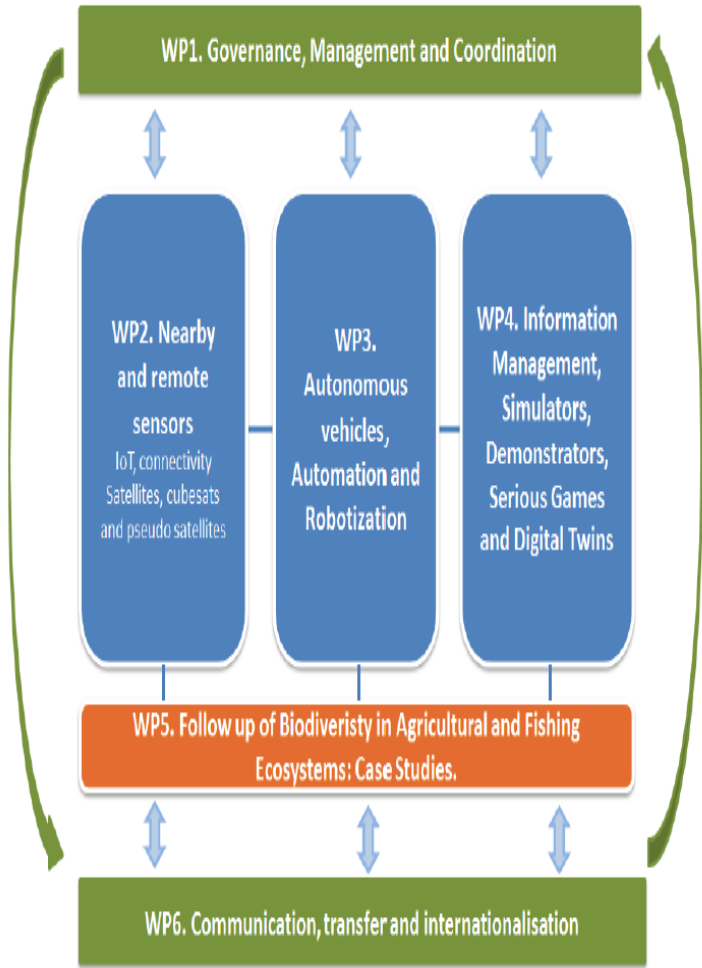 WP1. Governance, Management and Coordination
WP2. Nearby
and remote
sensors
IoT, connectivity
Satellites, cubesats
and pseudo satellites
WP3.
Autonomous
vehicles,
Automation and
Robotization
WP4. Information
Management,
Simulators,
Demonstrators,
Serious Games
and Digital Twins
WP5. Follow up of Biodiveristy in Agricultural and Fishing
Ecosystems: Case Studies.
WP6. Communication, transfer and internationalisation